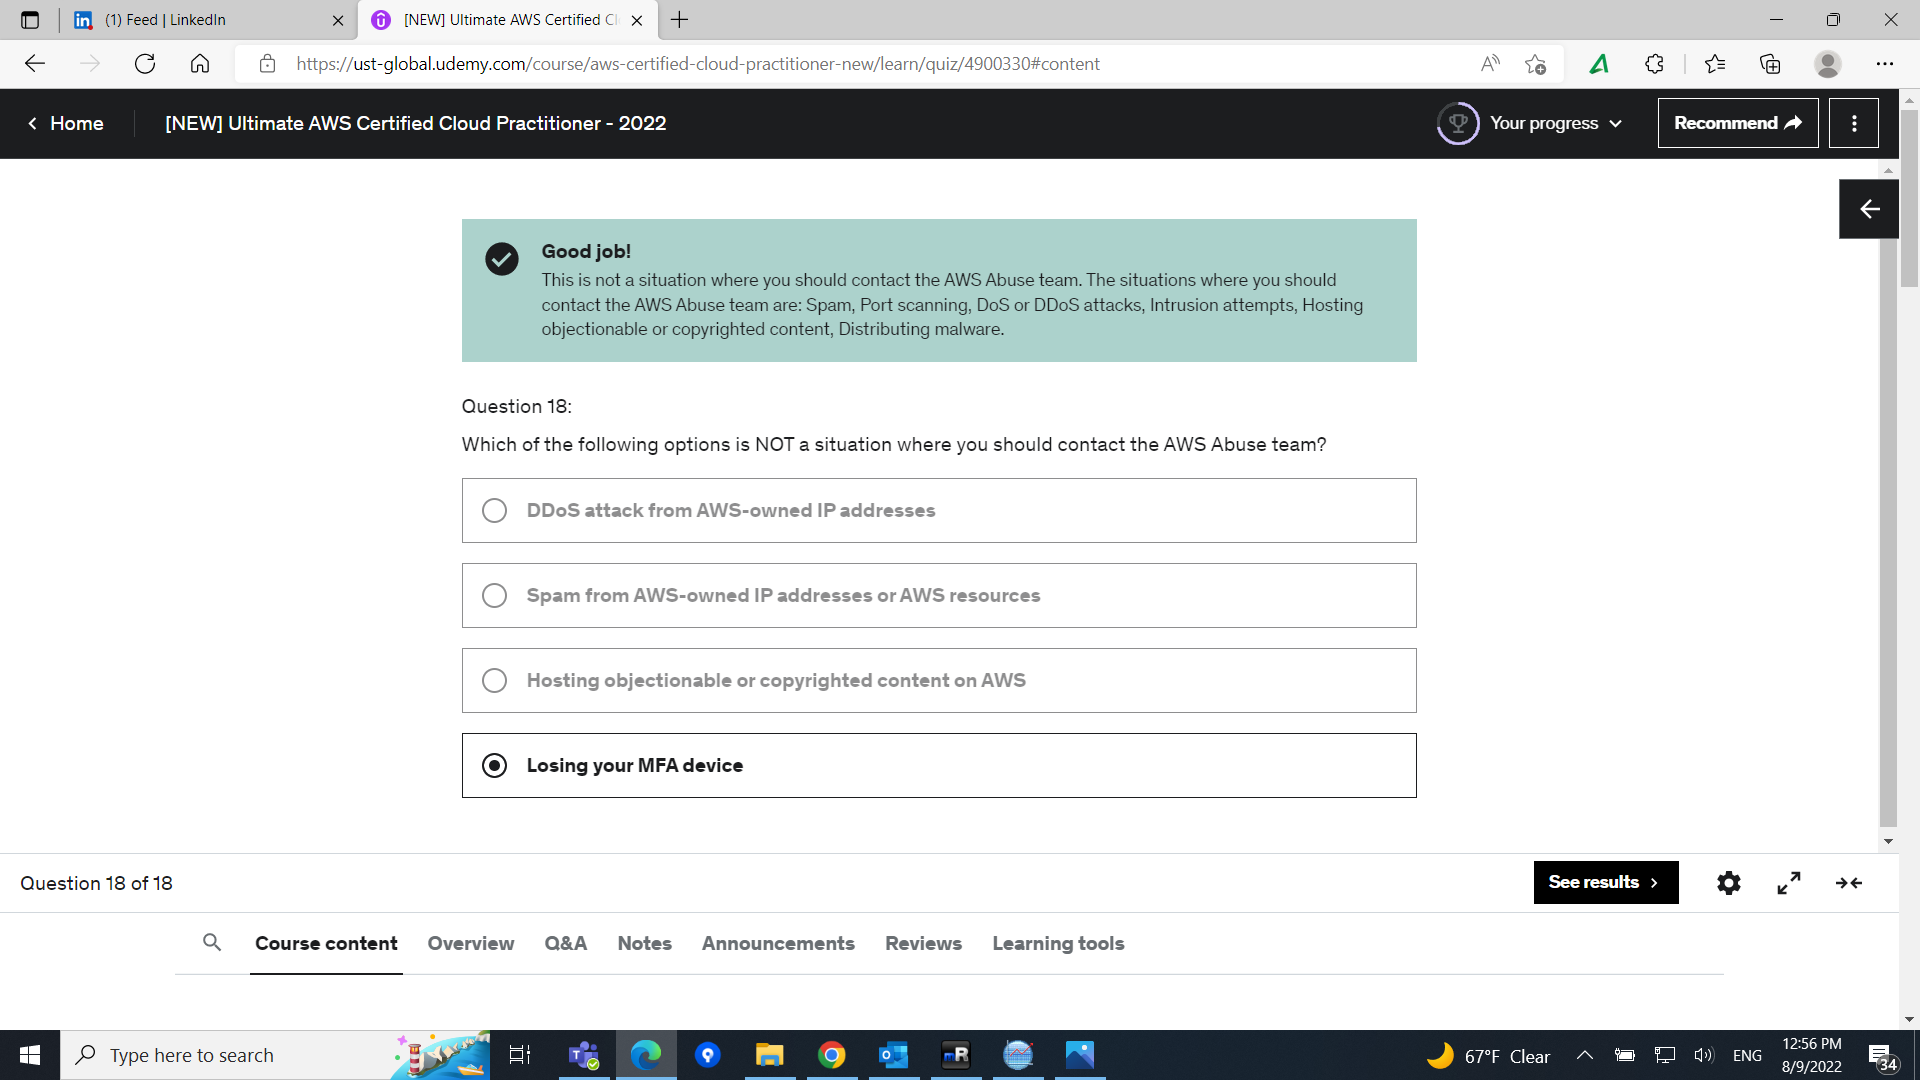 (1) Feed | LinkedIn
[NEW] Ultimate AWS Certified Cl
https://ust-global.udemy.com/course/aws-certified-cloud-practitioner-new/learn/quiz/4900330#content
Home
[NEW] Ultimate AWS Certified Cloud Practitioner - 2022
Your progress
Recommend
Good job!
This is not a situation where you should contact the AWS Abuse team. The situations where you should
contact the AWS Abuse team are: Spam, Port scanning, DoS or DDoS attacks, Intrusion attempts, Hosting
objectionable or copyrighted content, Distributing malware.
Question 18:
Which of the following options is NOT a situation where you should contact the AWS Abuse team?
DDoS attack from AWS-owned IP addresses
Spam from AWS-owned IP addresses or AWS resources
Hosting objectionable or copyrighted content on AWS
Losing your MFA device
Question 18 of 18
See results
Course content Overview Q&A Notes Announcements Reviews Learning tools
Type here to search
67°F Clear
ENG
12:56 PM
8/9/2022
34